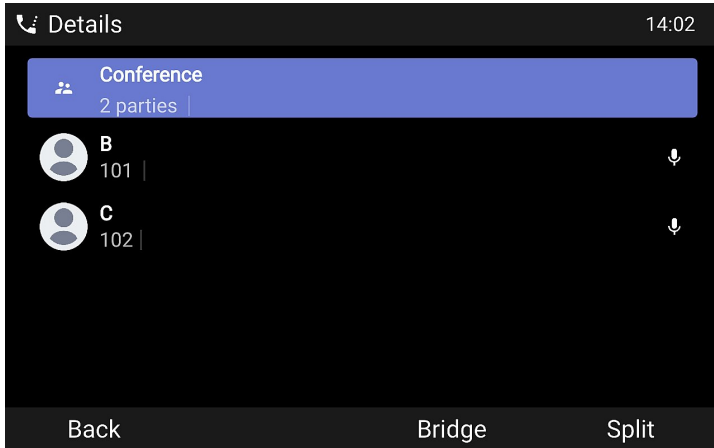 Details 14:02
Conference
2 parties
B
101
C
102
Back Bridge Split